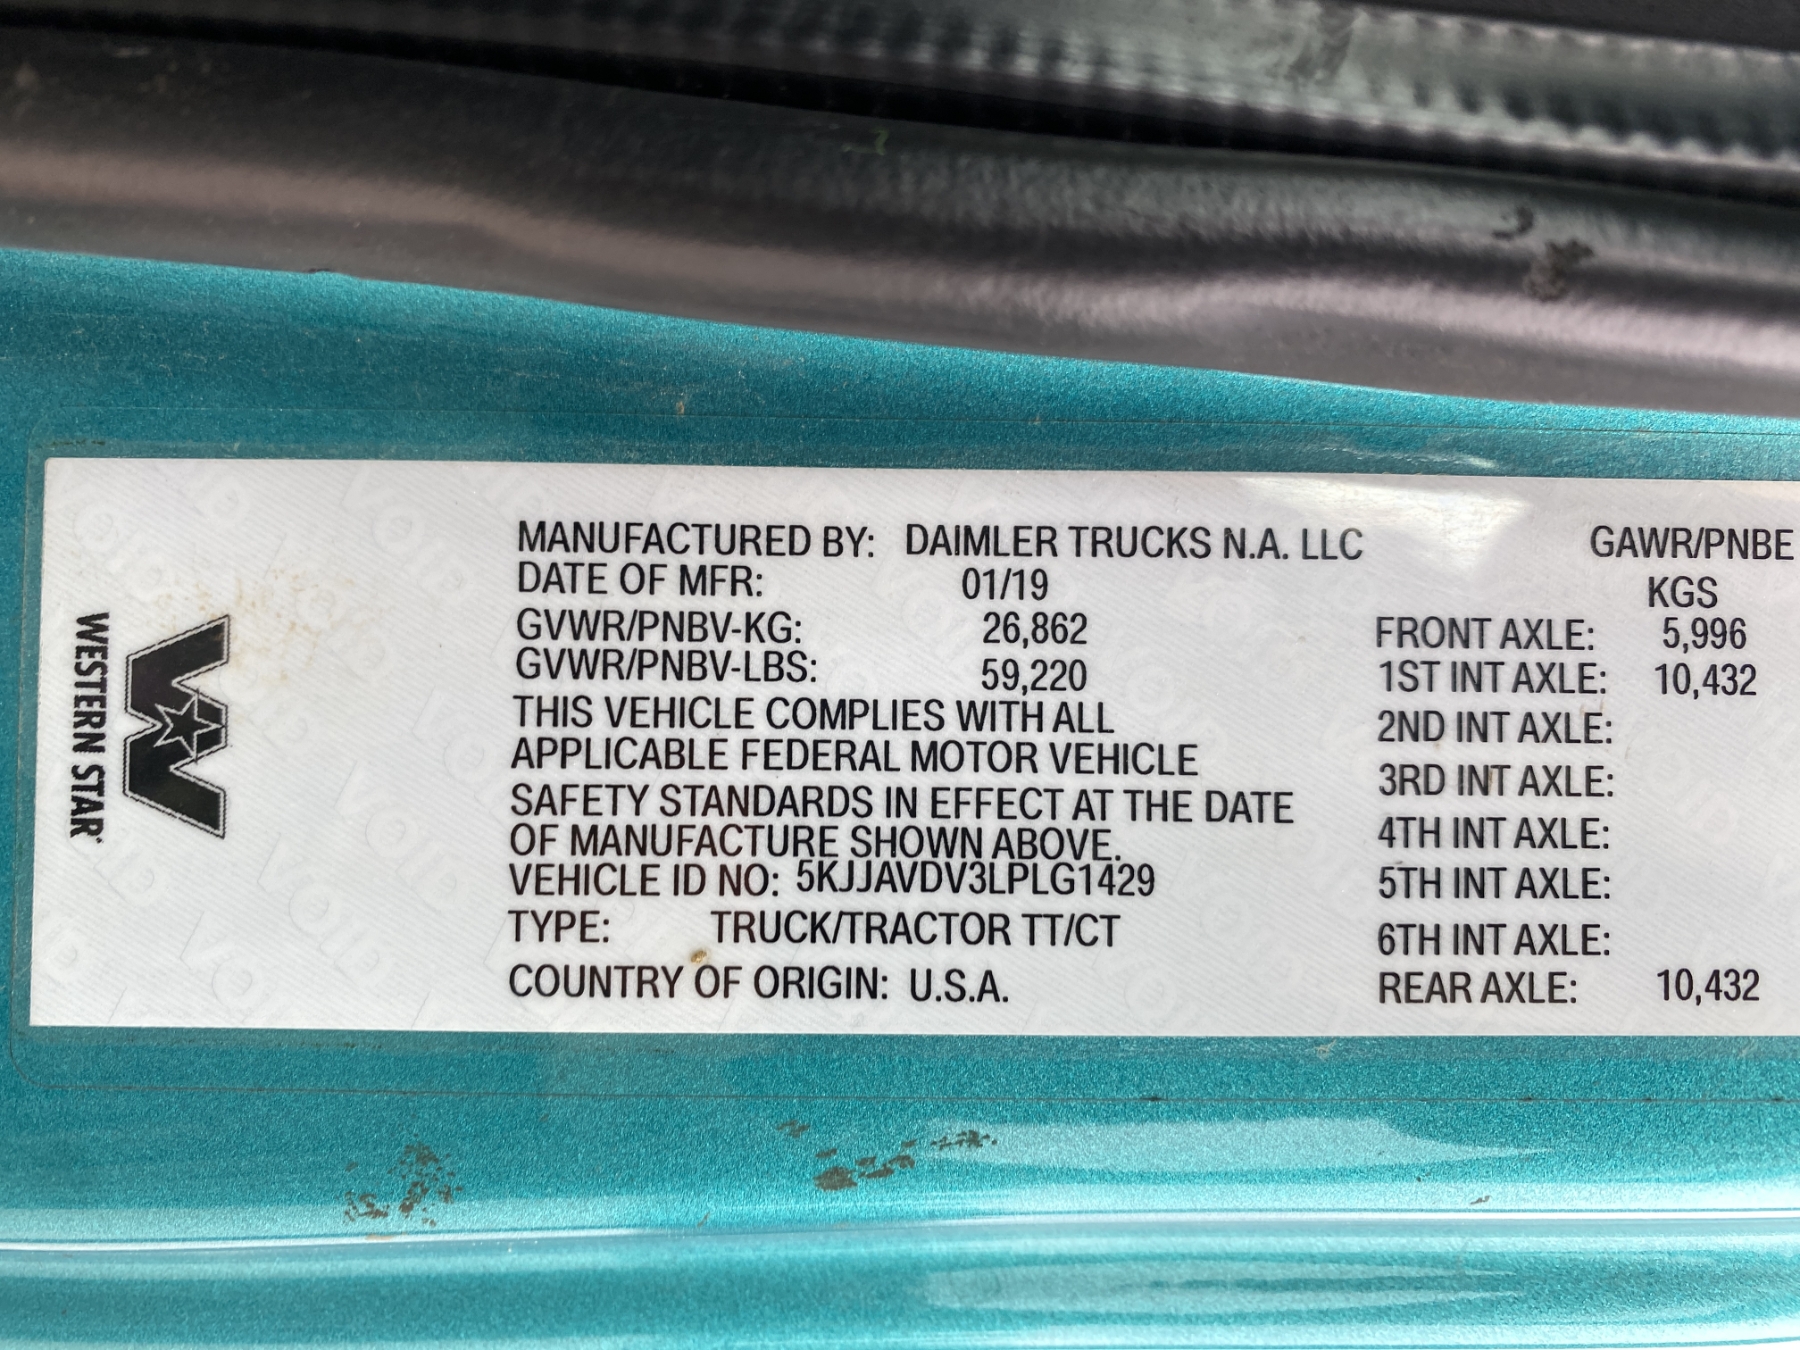 WESTERN STAR
MANUFACTURED BY: DAIMLER TRUCKS N.A. LLC
DATE OF MFR: 01/19
GVWR/PNBV-KG: 26,862
GVWR/PNBV-LBS: 59,220
THIS VEHICLE COMPLIES WITH ALL
APPLICABLE FEDERAL MOTOR VEHICLE
SAFETY STANDARDS IN EFFECT AT THE DATE
OF MANUFACTURE SHOWN ABOVE.
VEHICLE ID NO: 5KJJAVDV3LPLG1429
TYPE: TRUCK/TRACTOR TT/CT
COUNTRY OF ORIGIN: U.S.A.
GAWR/PNBE
KGS
FRONT AXLE: 5,996
1ST INT AXLE: 10,432
2ND INT AXLE:
3RD INT AXLE:
4TH INT AXLE:
5TH INT AXLE:
6TH INT AXLE:
REAR AXLE: 10,432